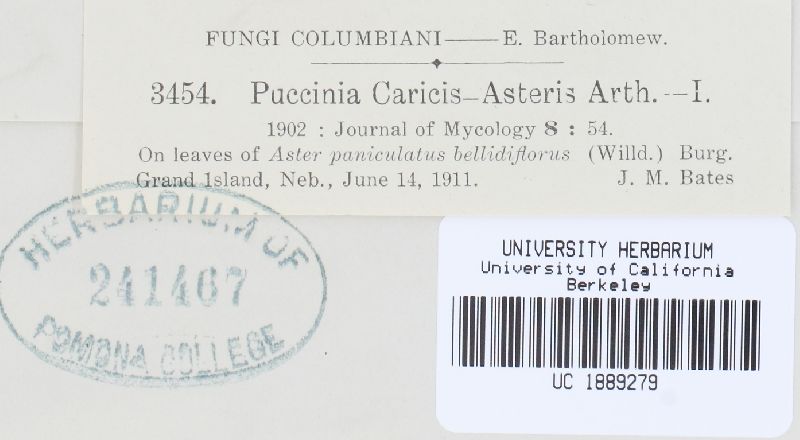 FUNGI COLUMBIANI——E. Bartholomew.
3454. Puccinia Caricis–Asteris Arth.—I.
1902 : Journal of Mycology 8 : 54.
On leaves of Aster paniculatus bellidiflorus (Willd.) Burg.
Grand Island, Neb., June 14, 1911. J. M. Bates
HERBARIUM OF
241467
POMONA COLLEGE
UNIVERSITY HERBARIUM
University of California
Berkeley
UC 1889279